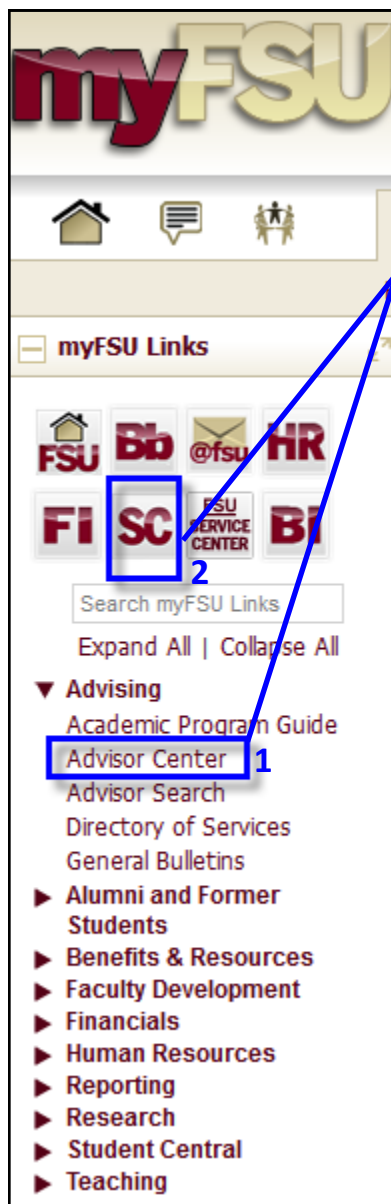 myFSU
myFSU Links
FSU Bb @fsu HR
FI SC FSU SERVICE CENTER BI
2
Search myFSU Links
Expand All | Collapse All
Advising
Academic Program Guide
Advisor Center 1
Advisor Search
Directory of Services
General Bulletins
Alumni and Former
Students
Benefits & Resources
Faculty Development
Financials
Human Resources
Reporting
Research
Student Central
Teaching